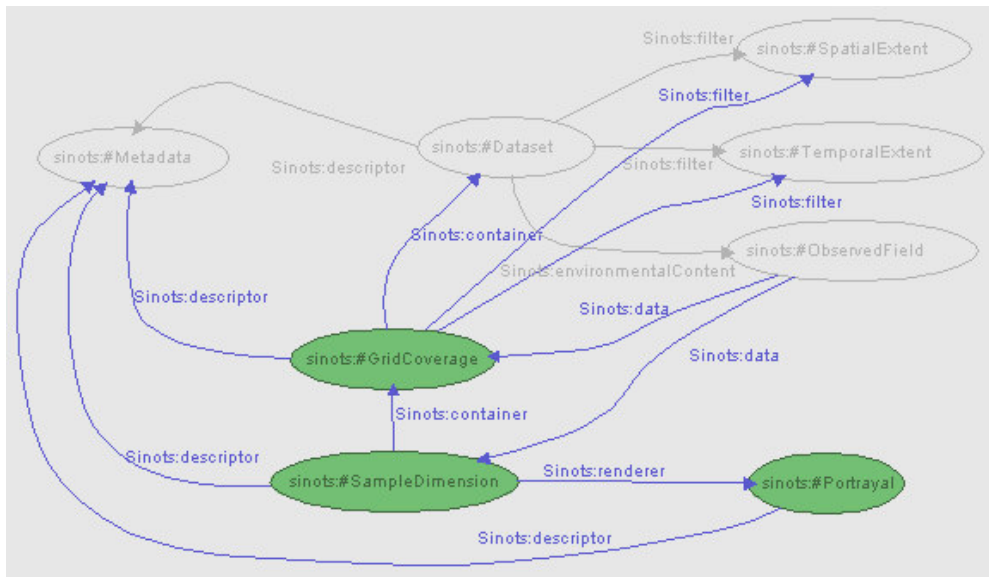 Sinots:filter
sinots:#SpatialExtent
Sinots:filter
sinots:#Metadata
sinots:#Dataset
sinots:#TemporalExtent
Sinots:descriptor
Sinots:filter
Sinots:filter
Sinots:container
sinots:#ObservedField
Sinots:environmentalContent
Sinots:descriptor
Sinots:data
sinots:#GridCoverage
Sinots:data
Sinots:container
Sinots:descriptor
Sinots:renderer
sinots:#SampleDimension
sinots:#Portrayal
Sinots:descriptor